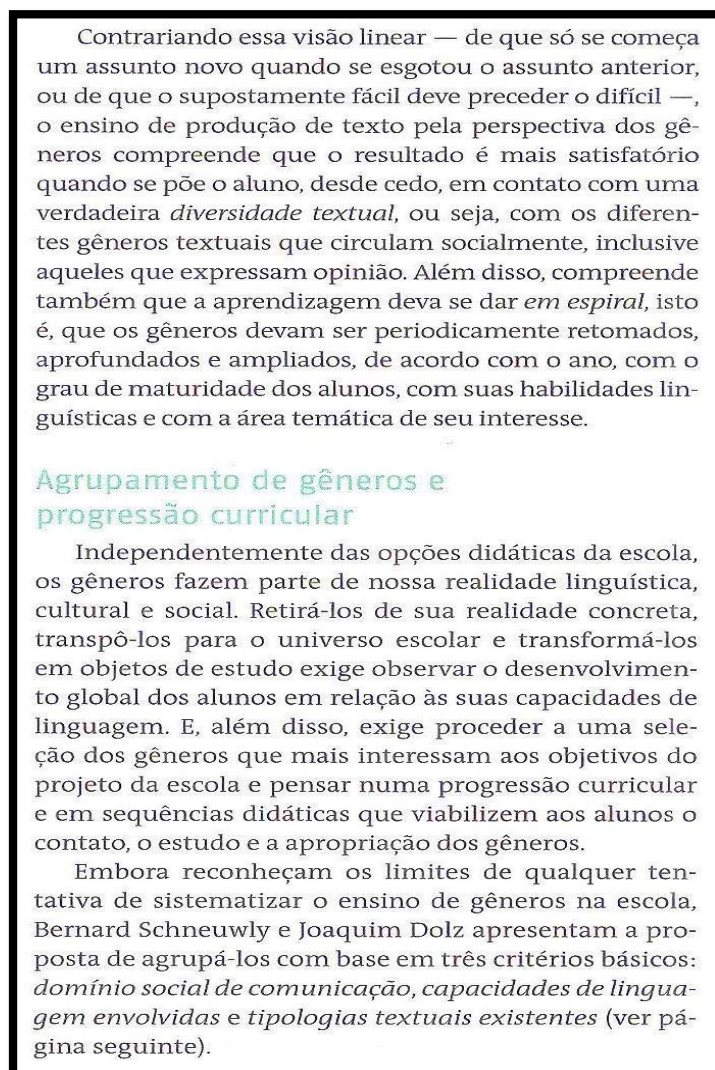 Contrariando essa visão linear — de que só se começa
um assunto novo quando se esgotou o assunto anterior,
ou de que o supostamente fácil deve preceder o difícil —,
o ensino de produção de texto pela perspectiva dos gê-
neros compreende que o resultado é mais satisfatório
quando se põe o aluno, desde cedo, em contato com uma
verdadeira diversidade textual, ou seja, com os diferen-
tes gêneros textuais que circulam socialmente, inclusive
aqueles que expressam opinião. Além disso, compreende
também que a aprendizagem deva se dar em espiral, isto
é, que os gêneros devam ser periodicamente retomados,
aprofundados e ampliados, de acordo com o ano, com o
grau de maturidade dos alunos, com suas habilidades lin-
guísticas e com a área temática de seu interesse.
Agrupamento de gêneros e
progressão curricular
Independentemente das opções didáticas da escola,
os gêneros fazem parte de nossa realidade linguística,
cultural e social. Retirá-los de sua realidade concreta,
transpô-los para o universo escolar e transformá-los
em objetos de estudo exige observar o desenvolvimen-
to global dos alunos em relação às suas capacidades de
linguagem. E, além disso, exige proceder a uma sele-
ção dos gêneros que mais interessam aos objetivos do
projeto da escola e pensar numa progressão curricular
e em sequências didáticas que viabilizem aos alunos o
contato, o estudo e a apropriação dos gêneros.
Embora reconheçam os limites de qualquer ten-
tativa de sistematizar o ensino de gêneros na escola,
Bernard Schneuwly e Joaquim Dolz apresentam a pro-
posta de agrupá-los com base em três critérios básicos:
domínio social de comunicação, capacidades de lingua-
gem envolvidas e tipologias textuais existentes (ver pá-
gina seguinte).